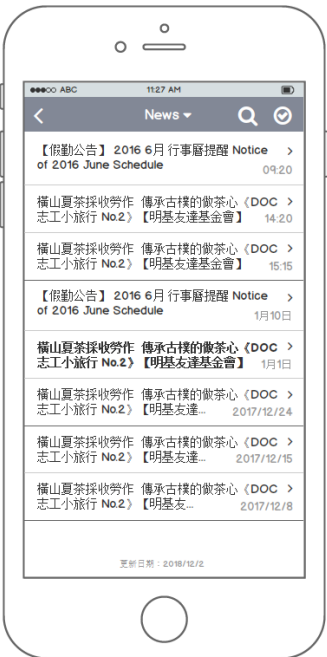 ABC 11:27 AM
News
【假勤公告】 2016 6月 行事曆提醒 Notice
of 2016 June Schedule
09:20
橫山夏茶採收勞作 傳承古樸的做茶心《DOC
志工小旅行 No.2》【明基友達基金會】 14:20
橫山夏茶採收勞作 傳承古樸的做茶心《DOC
志工小旅行 No.2》【明基友達基金會】 15:15
【假勤公告】 2016 6月 行事曆提醒 Notice
of 2016 June Schedule
1月10日
橫山夏茶採收勞作 傳承古樸的做茶心《DOC
志工小旅行 No.2》【明基友達基金會】 1月1日
橫山夏茶採收勞作 傳承古樸的做茶心《DOC
志工小旅行 No.2》【明基友達... 2017/12/24
橫山夏茶採收勞作 傳承古樸的做茶心《DOC
志工小旅行 No.2》【明基友達... 2017/12/15
橫山夏茶採收勞作 傳承古樸的做茶心《DOC
志工小旅行 No.2》【明基友... 2017/12/8
更新日期：2018/12/2